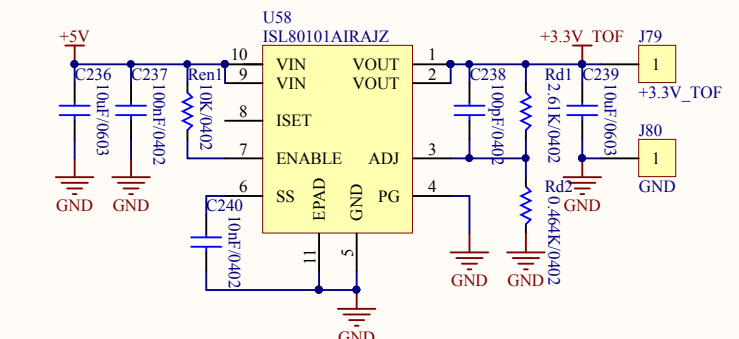 U58
ISL80101AIRAJZ
+5V
+3.3V_TOF
J79
C236
10uF/0603
C237
100nF/0402
Ren1
10K/0402
10
VIN
9
VIN
8
ISET
7
ENABLE
6
SS
EPAD
GND
11
5
1
VOUT
2
VOUT
3
ADJ
4
PG
C238
100pF/0402
Rd1
2.61K/0402
C239
10uF/0603
1
+3.3V_TOF
J80
1
GND
Rd2
0.464K/0402
C240
10nF/0402
GND
GND
GND
GND
GND
GND